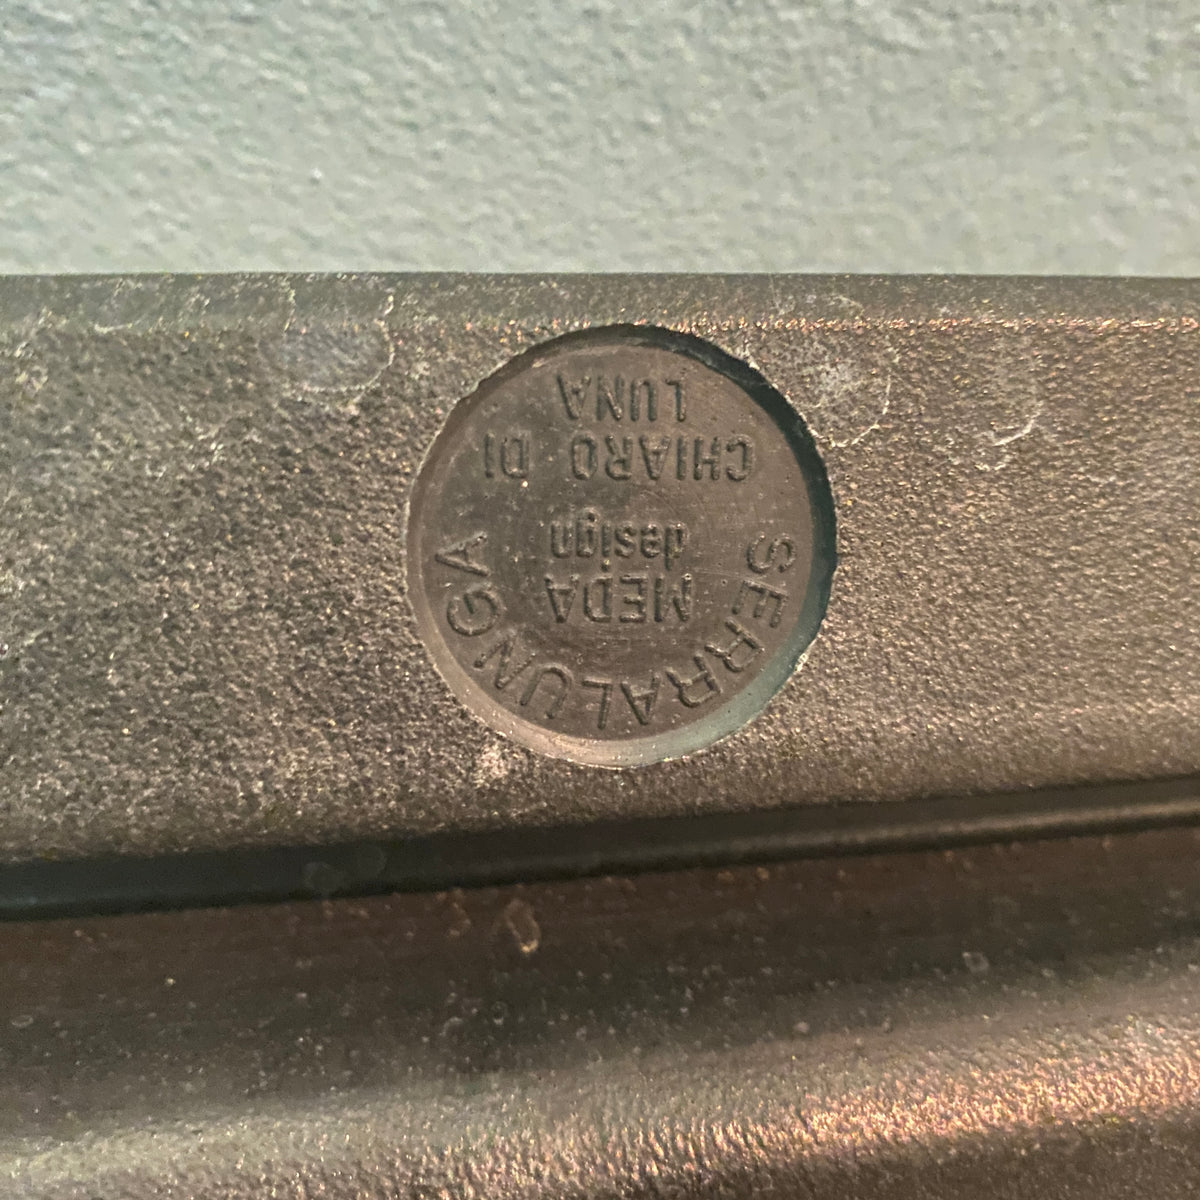 SERRALUNGA
MEDA
design
CHIARO DI
LUNA